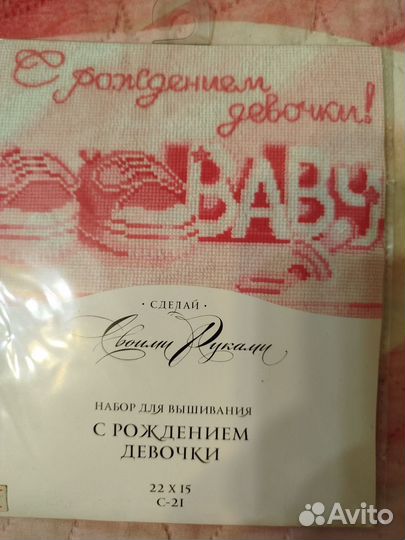 С рождением
девочки!
BABY
· СДЕЛАЙ ·
Своими Руками
НАБОР ДЛЯ ВЫШИВАНИЯ
С РОЖДЕНИЕМ
ДЕВОЧКИ
22 X 15
С-21
Avito